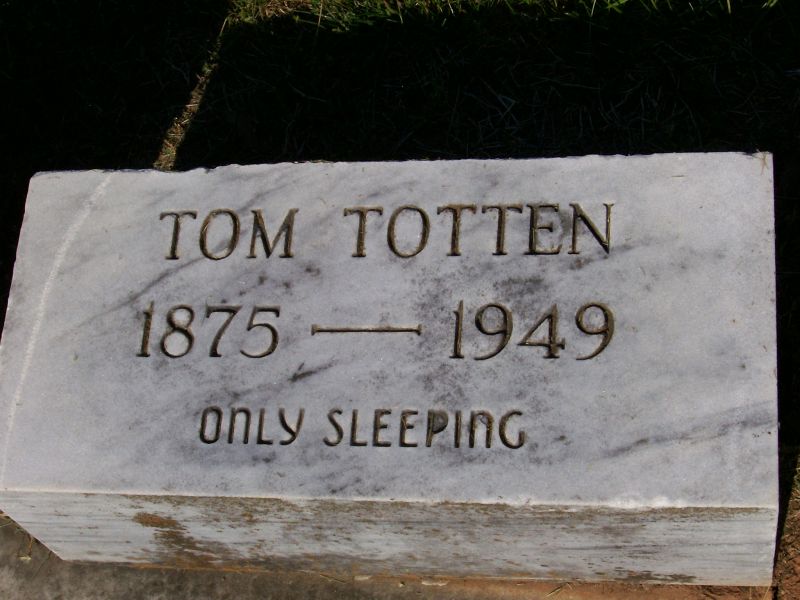 TOM TOTTEN
1875 — 1949
ONLY SLEEPING